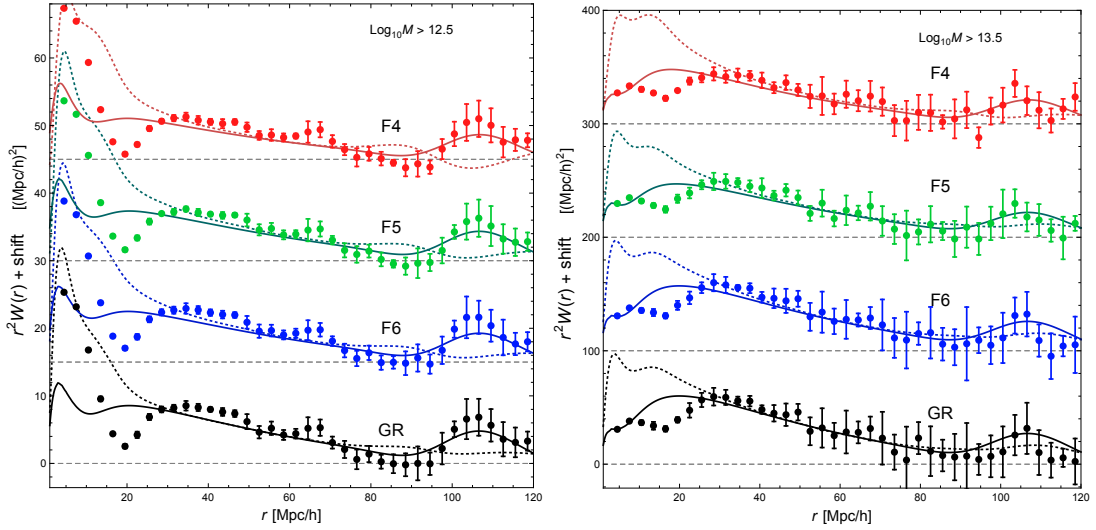 Log₁₀M > 12.5
60
50
40
30
20
10
0
r²W(r) + shift [(Mpc/h)²]
F4
F5
F6
GR
20 40 60 80 100 120
r [Mpc/h]
Log₁₀M > 13.5
400
300
200
100
0
r²W(r) + shift [(Mpc/h)²]
F4
F5
F6
GR
0 20 40 60 80 100 120
r [Mpc/h]